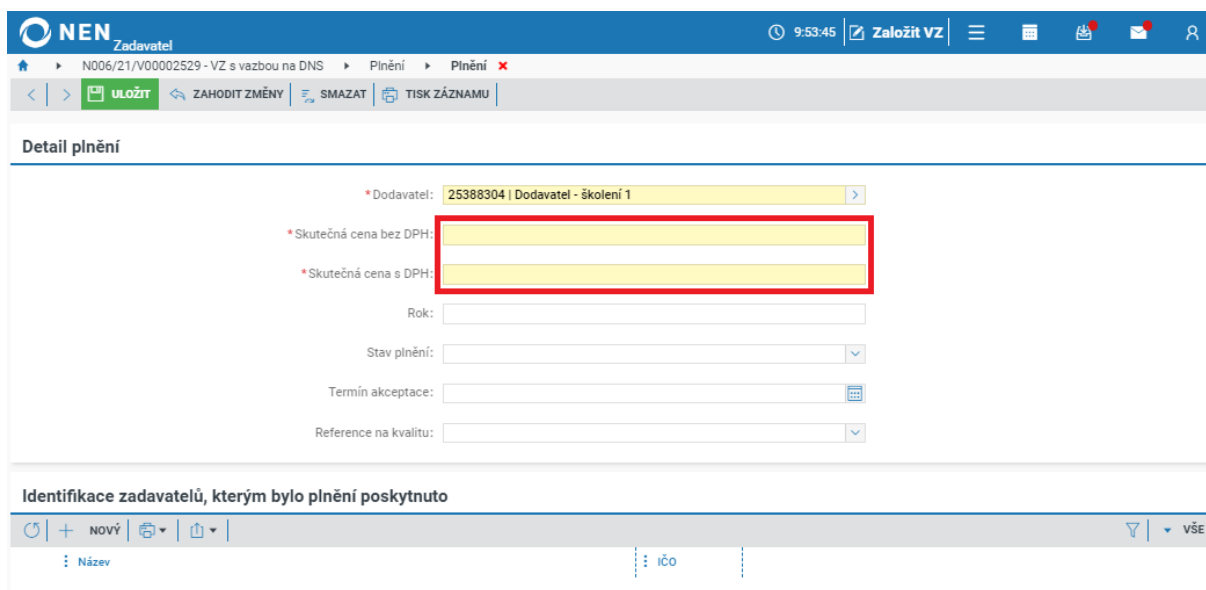 NEN Zadavatel 9:53:45 Založit VZ
N006/21/V00002529 - VZ s vazbou na DNS Plnění Plnění
ULOŽIT ZAHODIT ZMĚNY SMAZAT TISK ZÁZNAMU
Detail plnění
*Dodavatel: 25388304 | Dodavatel - školení 1
*Skutečná cena bez DPH:
*Skutečná cena s DPH:
Rok:
Stav plnění:
Termín akceptace:
Reference na kvalitu:
Identifikace zadavatelů, kterým bylo plnění poskytnuto
NOVÝ VŠE
Název IČO